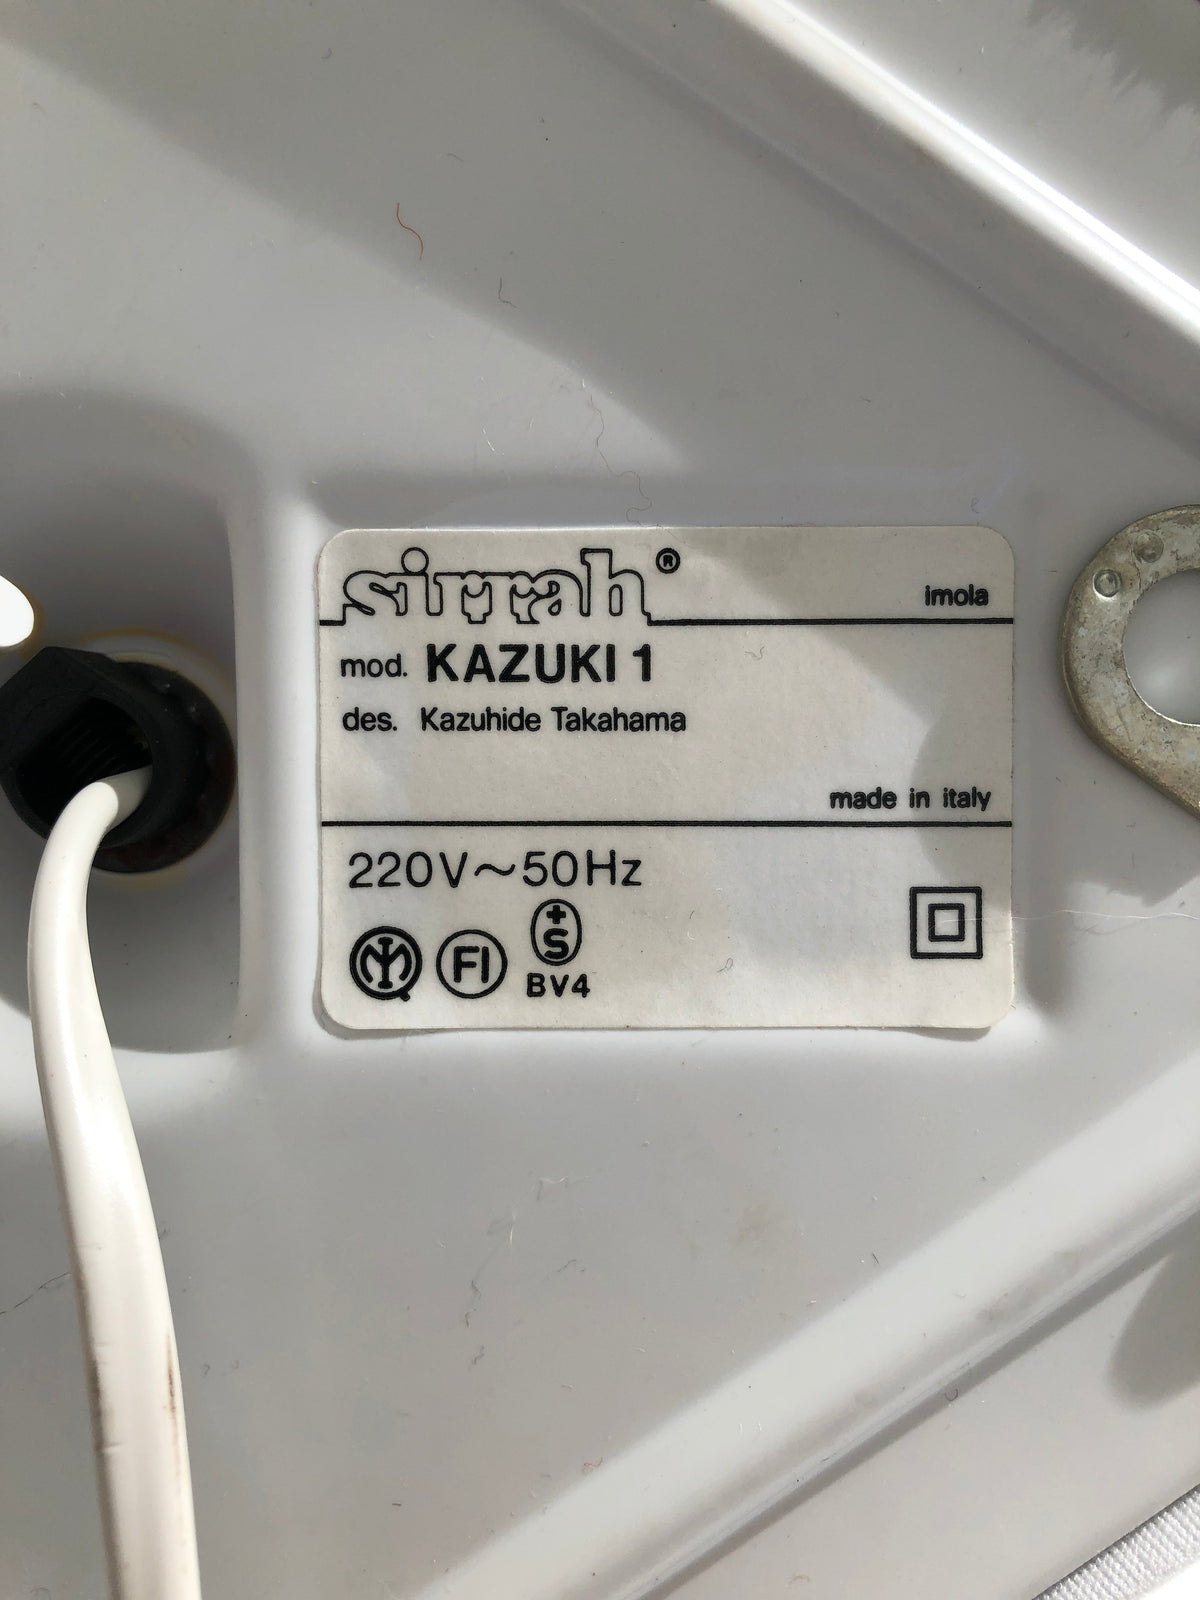 sirrah® imola
mod. KAZUKI 1
des. Kazuhide Takahama
made in italy
220V~50Hz
FI
+S
BV4